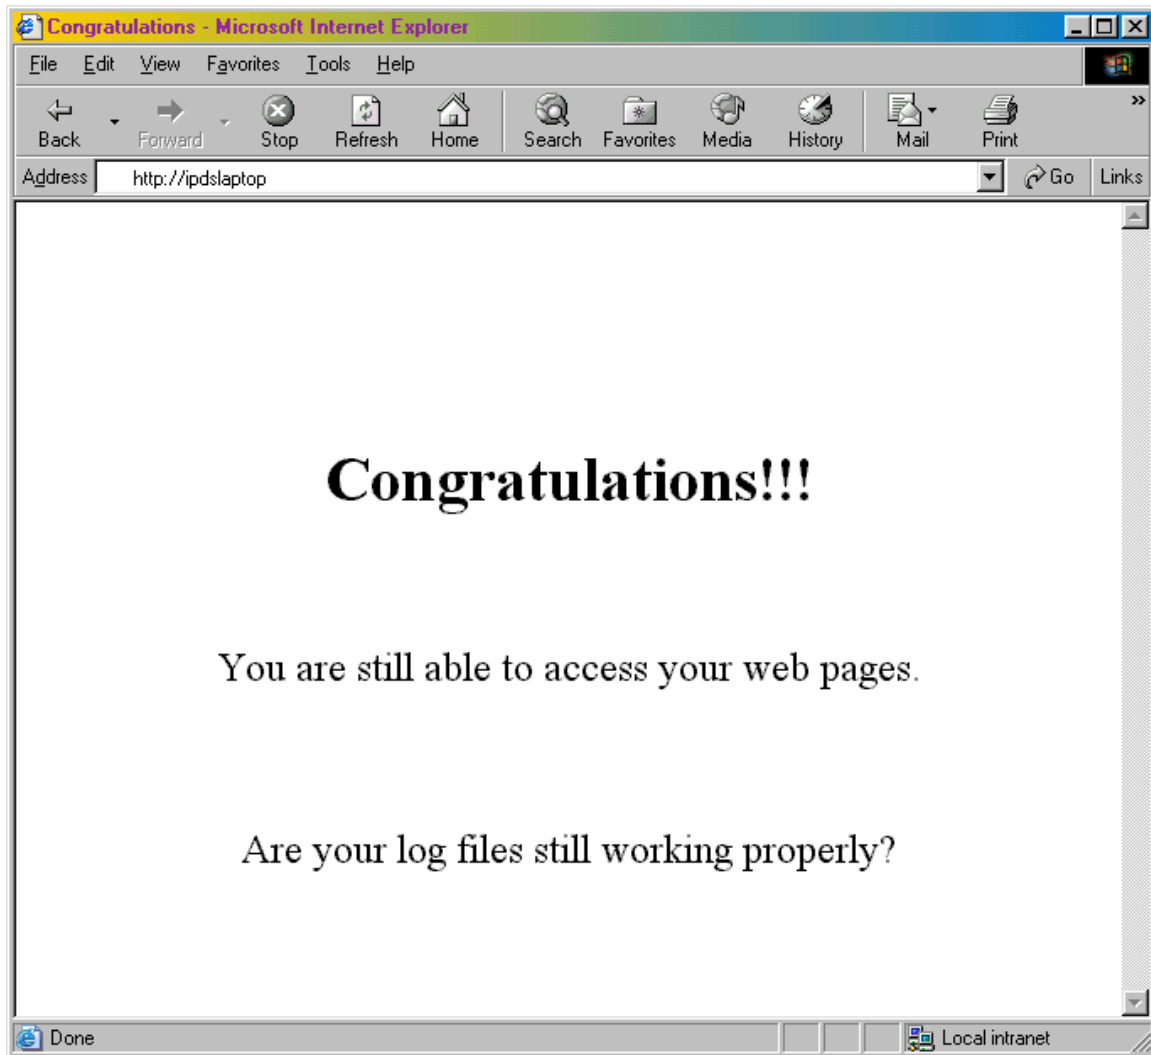 Congratulations - Microsoft Internet Explorer
File Edit View Favorites Tools Help
Back Forward Stop Refresh Home Search Favorites Media History Mail Print »
Address http://ipdslaptop Go Links
Congratulations!!!
You are still able to access your web pages.
Are your log files still working properly?
Done Local intranet